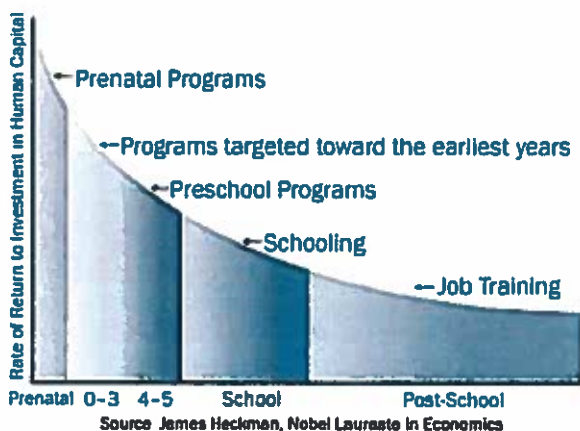 Rate of Return to Investment in Human Capital
Prenatal Programs
Programs targeted toward the earliest years
Preschool Programs
Schooling
Job Training
Prenatal 0-3 4-5 School Post-School
Source James Heckman, Nobel Laureate in Economics